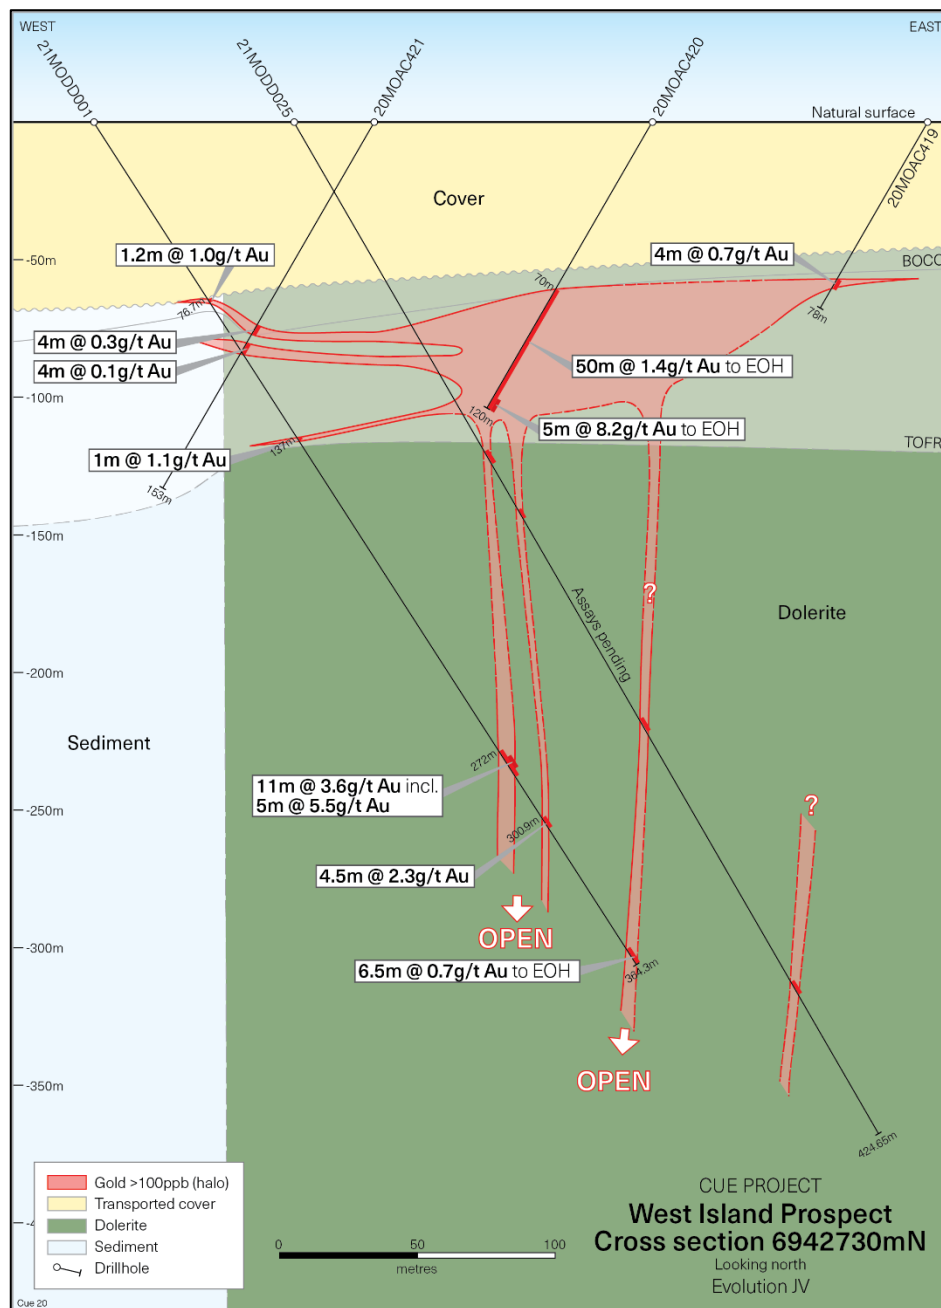 WEST
EAST
21MODD001
21MODD025
20MOAC421
20MOAC420
20MOAC419
Natural surface
Cover
-50m
1.2m @ 1.0g/t Au
4m @ 0.7g/t Au
BOCO
70m
76.7m
78m
4m @ 0.3g/t Au
4m @ 0.1g/t Au
50m @ 1.4g/t Au to EOH
-100m
120m
5m @ 8.2g/t Au to EOH
TOFR
137m
1m @ 1.1g/t Au
153m
-150m
?
Assays pending
Dolerite
-200m
Sediment
272m
11m @ 3.6g/t Au incl.
5m @ 5.5g/t Au
-250m
?
300.9m
4.5m @ 2.3g/t Au
OPEN
-300m
6.5m @ 0.7g/t Au to EOH
364.3m
OPEN
-350m
424.65m
Gold >100ppb (halo)
Transported cover
Dolerite
Sediment
Drillhole
0
50
100
metres
CUE PROJECT
West Island Prospect
Cross section 6942730mN
Looking north
Evolution JV
Cue 20